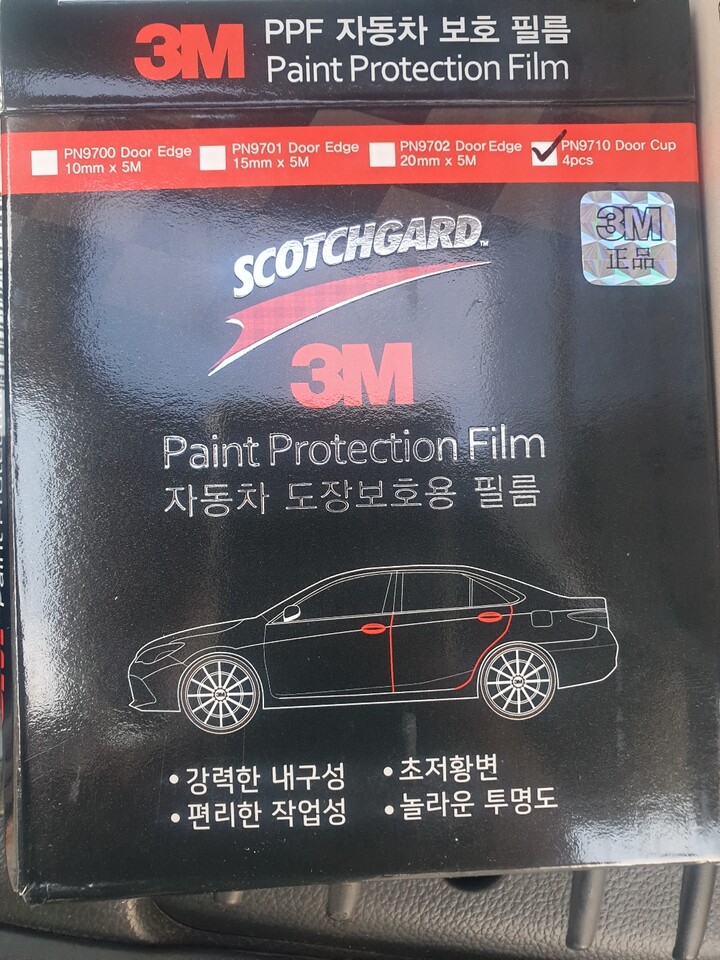 3M PPF 자동차 보호 필름
Paint Protection Film
PN9700 Door Edge
10mm x 5M
PN9701 Door Edge
15mm x 5M
PN9702 Door Edge
20mm x 5M
PN9710 Door Cup
4pcs
3M
正品
SCOTCHGARD™
3M
Paint Protection Film
자동차 도장보호용 필름
3M
3M
• 강력한 내구성
• 편리한 작업성
• 초저황변
• 놀라운 투명도